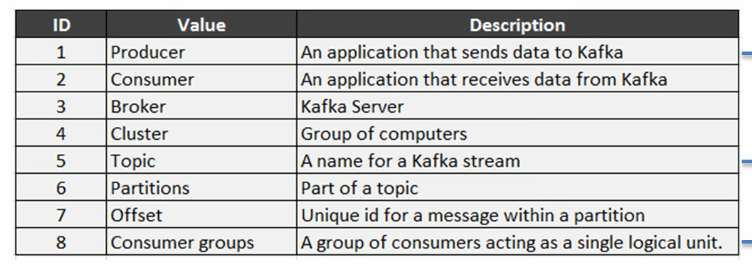 ID Value Description
1 Producer An application that sends data to Kafka
2 Consumer An application that receives data from Kafka
3 Broker Kafka Server
4 Cluster Group of computers
5 Topic A name for a Kafka stream
6 Partitions Part of a topic
7 Offset Unique id for a message within a partition
8 Consumer groups A group of consumers acting as a single logical unit.